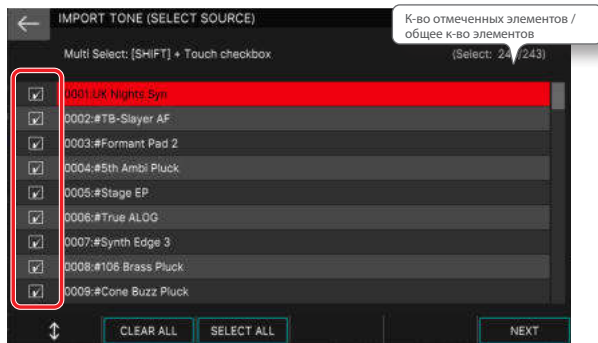 IMPORT TONE (SELECT SOURCE)
К-во отмеченных элементов /
общее к-во элементов
Multi Select: [SHIFT] + Touch checkbox
(Select: 24 /243)
0001:UK Nights Syn
0002:#TB-Slayer AF
0003:#Formant Pad 2
0004:#5th Ambi Pluck
0005:#Stage EP
0006:#True ALOG
0007:#Synth Edge 3
0008:#106 Brass Pluck
0009:#Cone Buzz Pluck
CLEAR ALL
SELECT ALL
NEXT